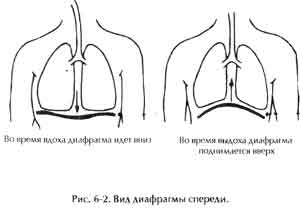 Во время вдоха диафрагма идет вниз
Во время выдоха диафрагма
поднимается вверх
Рис. 6-2. Вид диафрагмы спереди.